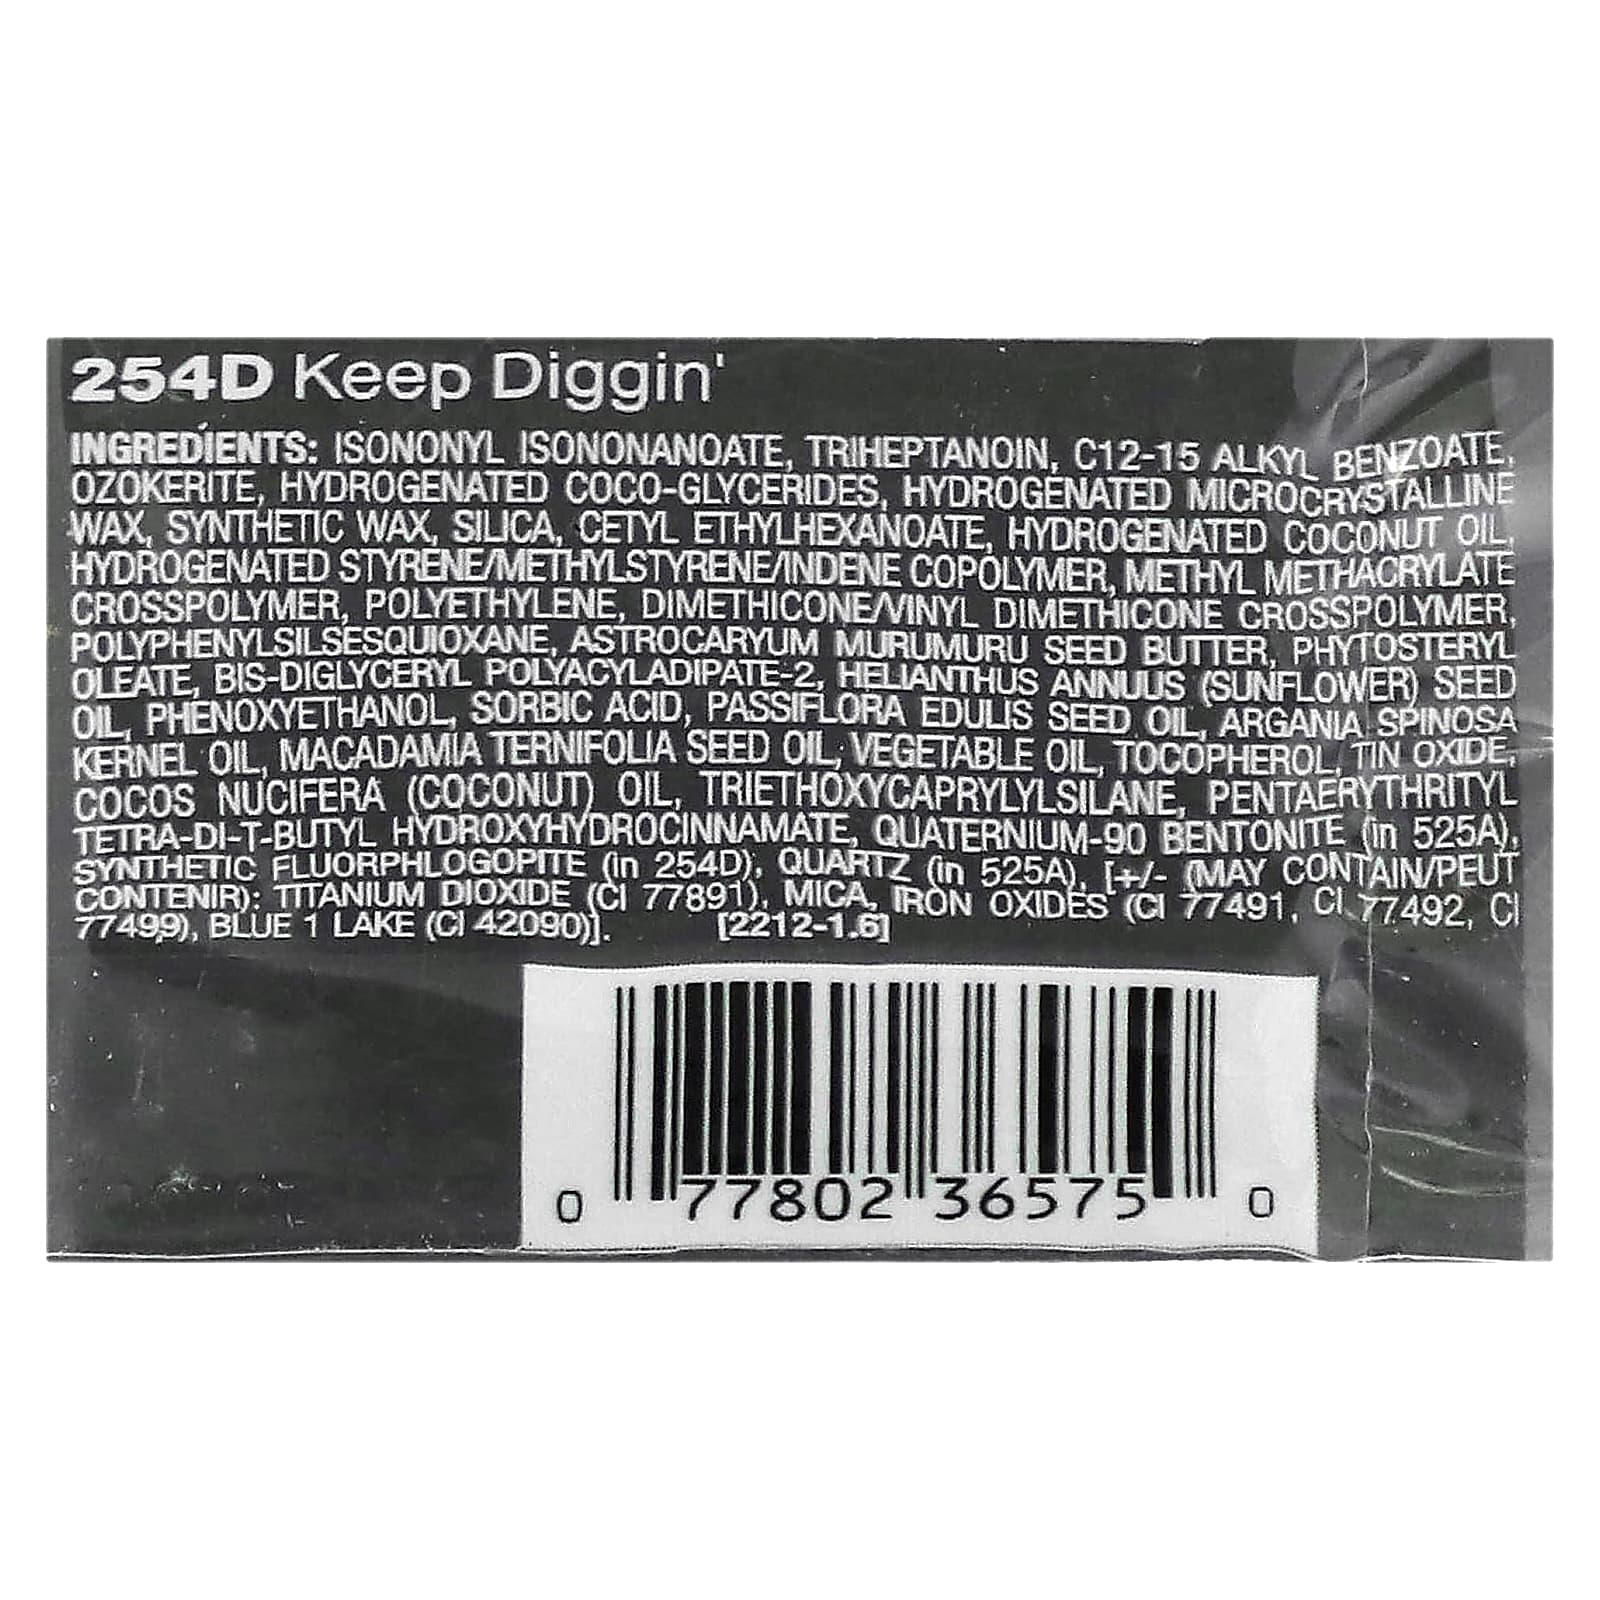 254D Keep Diggin'
INGREDIENTS: ISONONYL ISONONANOATE, TRIHEPTANOIN, C12-15 ALKYL BENZOATE,
OZOKERITE, HYDROGENATED COCO-GLYCERIDES, HYDROGENATED MICROCRYSTALLINE
WAX, SYNTHETIC WAX, SILICA, CETYL ETHYLHEXANOATE, HYDROGENATED COCONUT OIL,
HYDROGENATED STYRENE/METHYLSTYRENE/INDENE COPOLYMER, METHYL METHACRYLATE
CROSSPOLYMER, POLYETHYLENE, DIMETHICONE/VINYL DIMETHICONE CROSSPOLYMER,
POLYPHENYLSILSESQUIOXANE, ASTROCARYUM MURUMURU SEED BUTTER, PHYTOSTERYL
OLEATE, BIS-DIGLYCERYL POLYACYLADIPATE-2, HELIANTHUS ANNUUS (SUNFLOWER) SEED
OIL, PHENOXYETHANOL, SORBIC ACID, PASSIFLORA EDULIS SEED OIL, ARGANIA SPINOSA
KERNEL OIL, MACADAMIA TERNIFOLIA SEED OIL, VEGETABLE OIL, TOCOPHEROL, TIN OXIDE,
COCOS NUCIFERA (COCONUT) OIL, TRIETHOXYCAPRYLYLSILANE, PENTAERYTHRITYL
TETRA-DI-T-BUTYL HYDROXYHYDROCINNAMATE, QUATERNIUM-90 BENTONITE (in 525A),
SYNTHETIC FLUORPHLOGOPITE (in 254D), QUARTZ (in 525A), [+/- (MAY CONTAIN/PEUT
CONTENIR): TITANIUM DIOXIDE (CI 77891), MICA, IRON OXIDES (CI 77491, CI 77492, CI
77499), BLUE 1 LAKE (CI 42090)]. [2212-1.6]
0 77802 36575 0